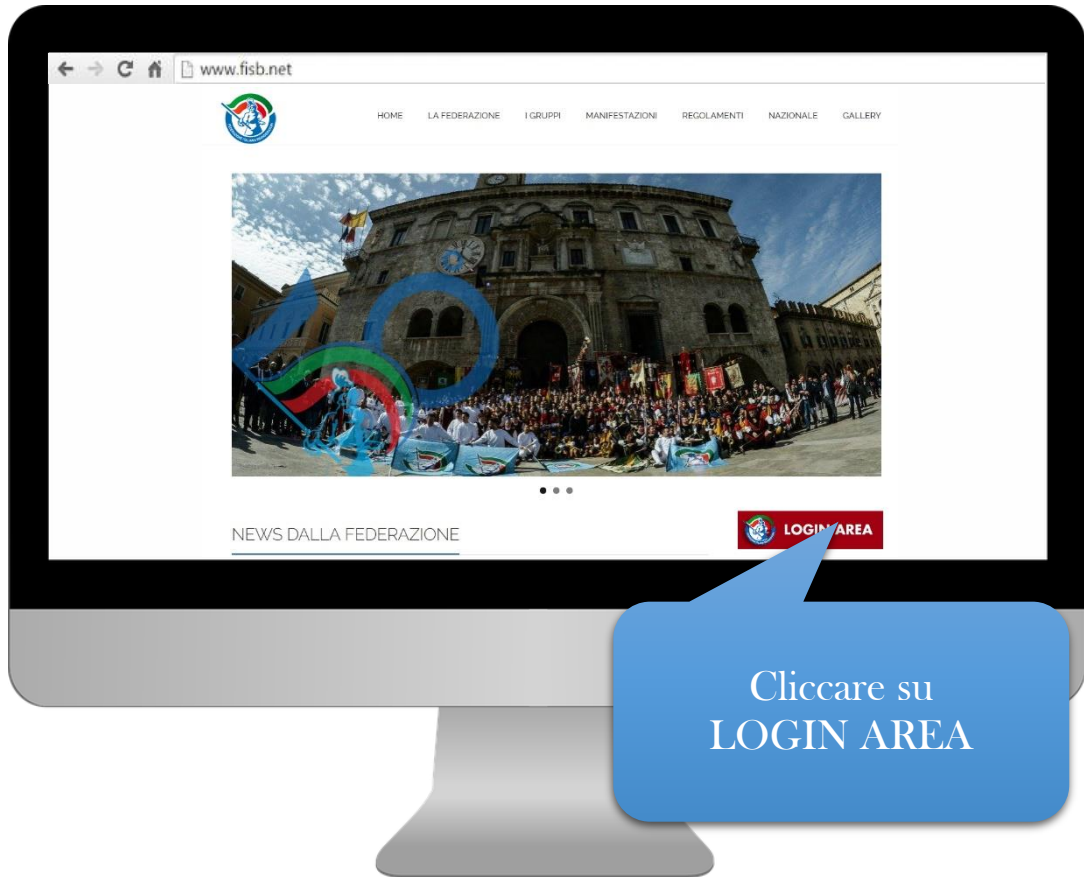 www.fisb.net
HOME LA FEDERAZIONE I GRUPPI MANIFESTAZIONI REGOLAMENTI NAZIONALE GALLERY
NEWS DALLA FEDERAZIONE
LOGIN AREA
Cliccare su
LOGIN AREA